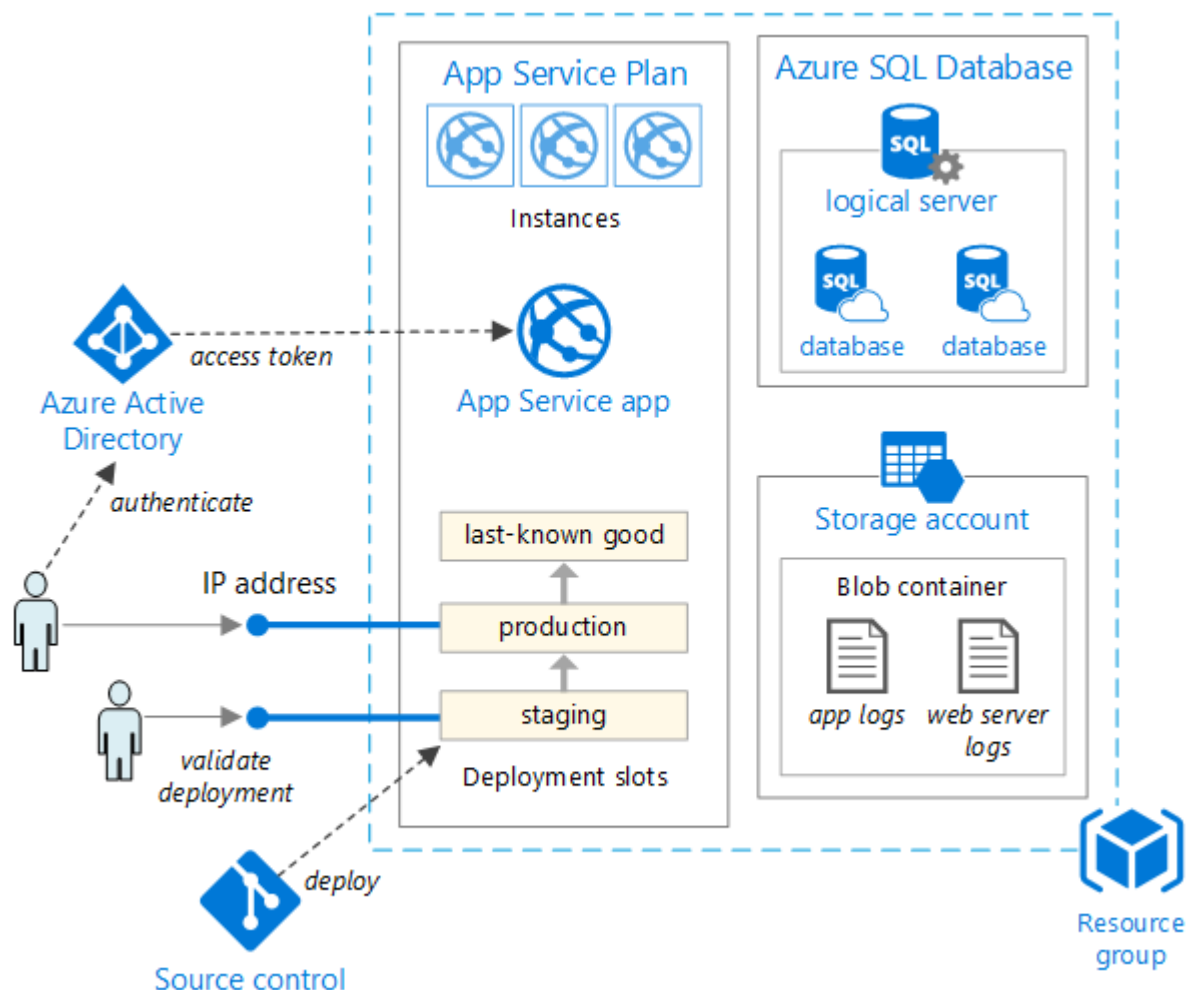 App Service Plan
Instances
Azure SQL Database
SQL
logical server
SQL
SQL
database
database
access token
App Service app
Azure Active
Directory
authenticate
last-known good
IP address
production
staging
validate
deployment
Deployment slots
Storage account
Blob container
app logs
web server
logs
deploy
Source control
Resource
group